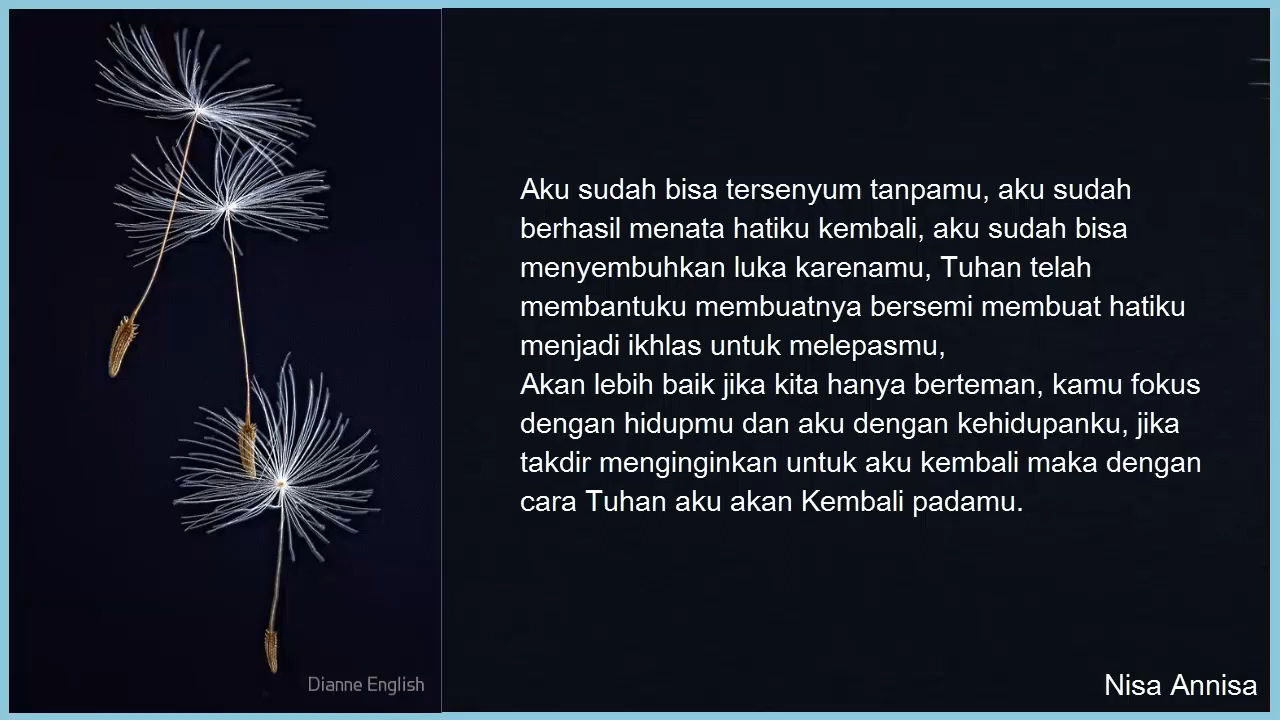 Aku sudah bisa tersenyum tanpamu, aku sudah
berhasil menata hatiku kembali, aku sudah bisa
menyembuhkan luka karenamu, Tuhan telah
membantuku membuatnya bersemi membuat hatiku
menjadi ikhlas untuk melepasmu,
Akan lebih baik jika kita hanya berteman, kamu fokus
dengan hidupmu dan aku dengan kehidupanku, jika
takdir menginginkan untuk aku kembali maka dengan
cara Tuhan aku akan Kembali padamu.
Dianne English
Nisa Annisa